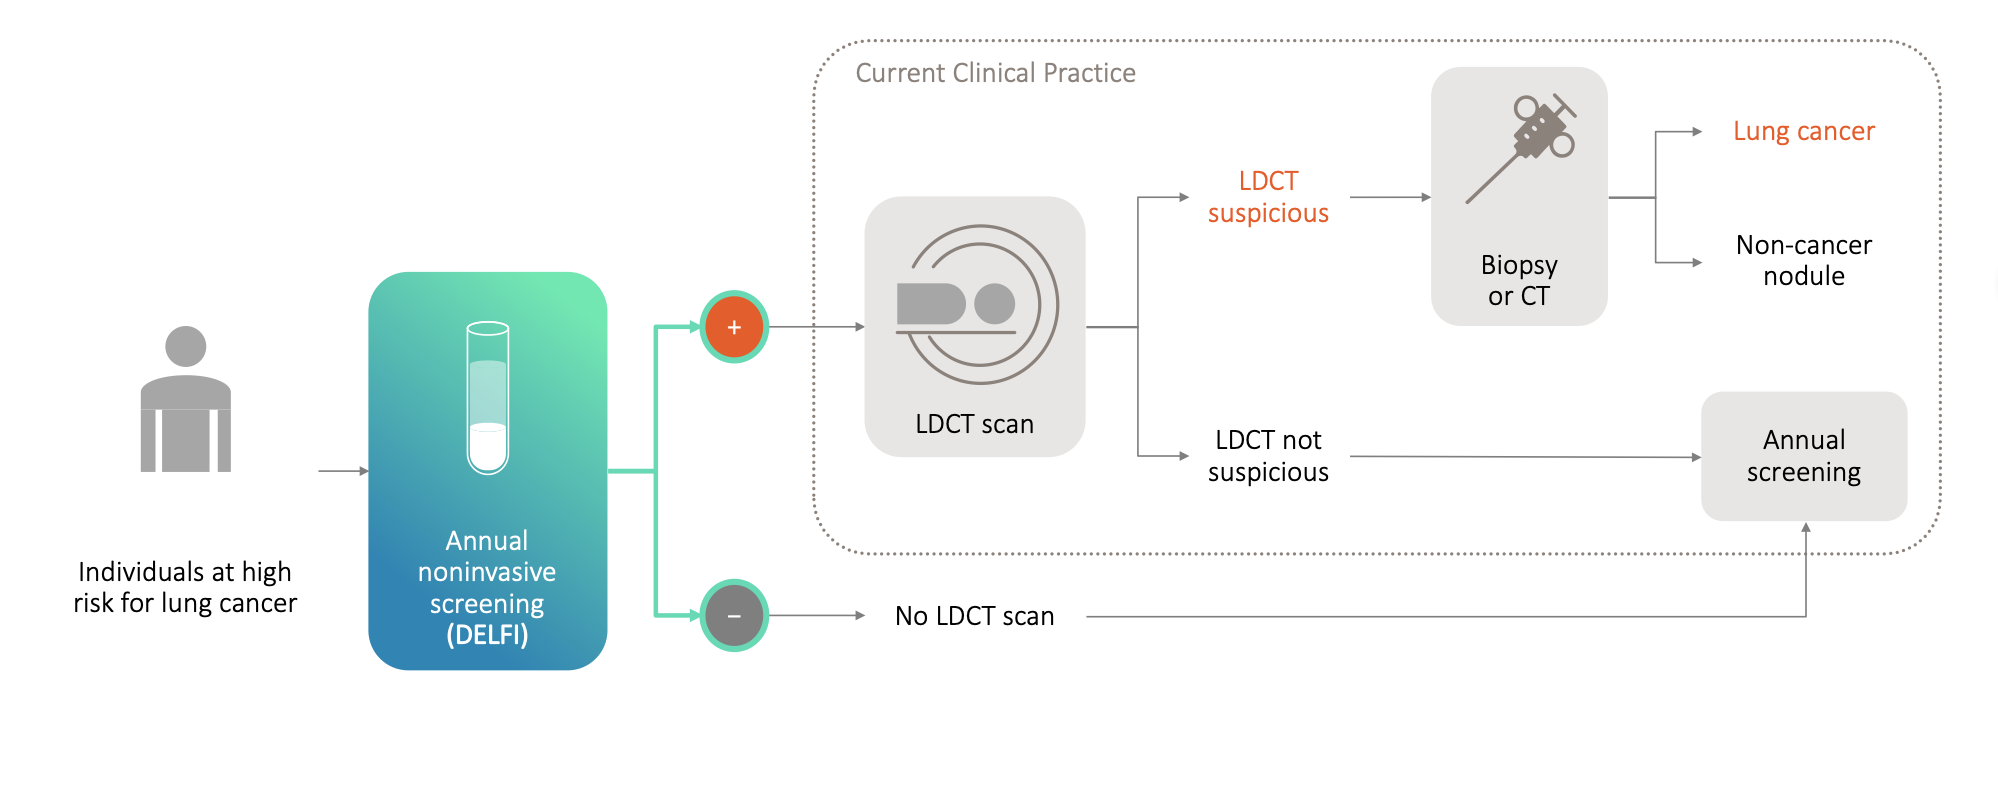 Current Clinical Practice
Individuals at high
risk for lung cancer
Annual
noninvasive
screening
(DELFI)
+
–
LDCT scan
No LDCT scan
LDCT
suspicious
LDCT not
suspicious
Biopsy
or CT
Lung cancer
Non-cancer
nodule
Annual
screening